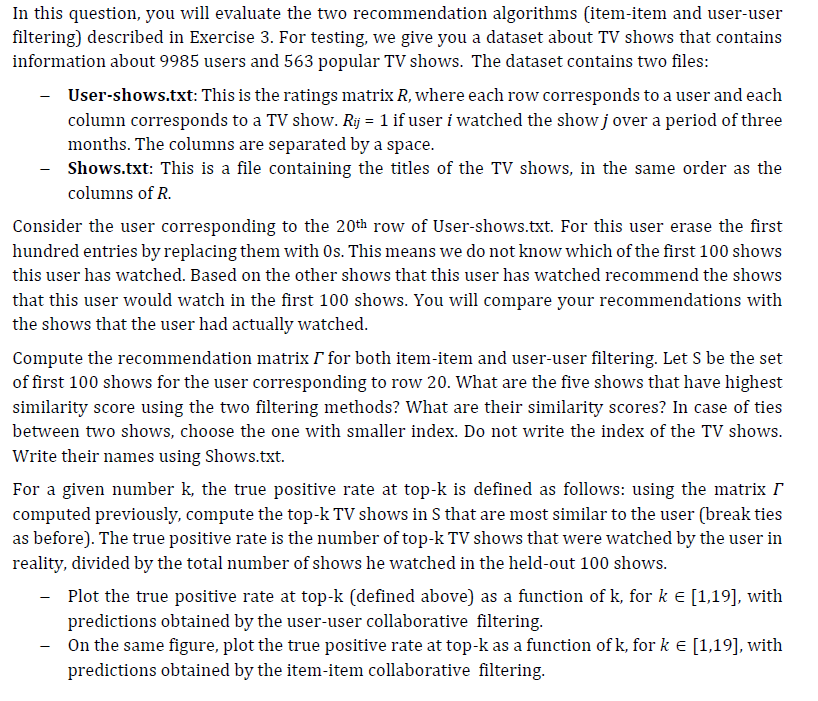 In this question, you will evaluate the two recommendation algorithms (item-item and user-user
filtering) described in Exercise 3. For testing, we give you a dataset about TV shows that contains
information about 9985 users and 563 popular TV shows. The dataset contains two files:
– User-shows.txt: This is the ratings matrix R, where each row corresponds to a user and each
column corresponds to a TV show. Rij = 1 if user i watched the show j over a period of three
months. The columns are separated by a space.
– Shows.txt: This is a file containing the titles of the TV shows, in the same order as the
columns of R.
Consider the user corresponding to the 20th row of User-shows.txt. For this user erase the first
hundred entries by replacing them with 0s. This means we do not know which of the first 100 shows
this user has watched. Based on the other shows that this user has watched recommend the shows
that this user would watch in the first 100 shows. You will compare your recommendations with
the shows that the user had actually watched.
Compute the recommendation matrix Γ for both item-item and user-user filtering. Let S be the set
of first 100 shows for the user corresponding to row 20. What are the five shows that have highest
similarity score using the two filtering methods? What are their similarity scores? In case of ties
between two shows, choose the one with smaller index. Do not write the index of the TV shows.
Write their names using Shows.txt.
For a given number k, the true positive rate at top-k is defined as follows: using the matrix Γ
computed previously, compute the top-k TV shows in S that are most similar to the user (break ties
as before). The true positive rate is the number of top-k TV shows that were watched by the user in
reality, divided by the total number of shows he watched in the held-out 100 shows.
– Plot the true positive rate at top-k (defined above) as a function of k, for k ∈ [1,19], with
predictions obtained by the user-user collaborative filtering.
– On the same figure, plot the true positive rate at top-k as a function of k, for k ∈ [1,19], with
predictions obtained by the item-item collaborative filtering.